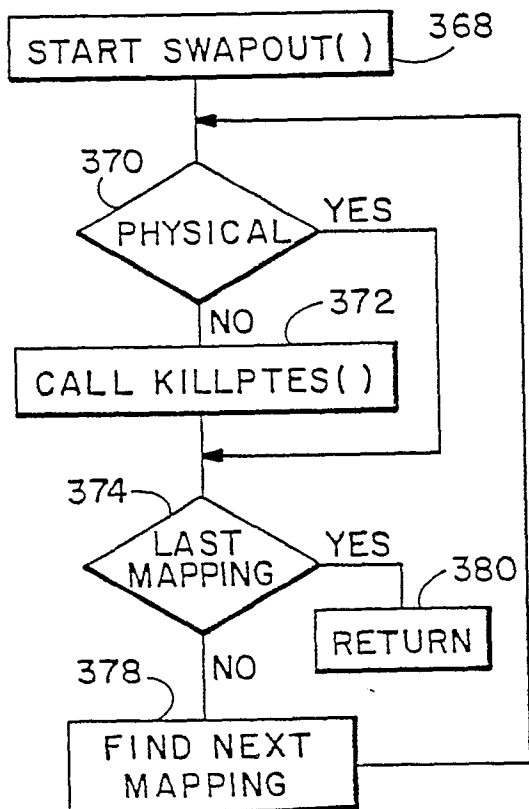 START SWAPOUT()
368
370
PHYSICAL
YES
NO
372
CALL KILLPTES()
374
LAST
MAPPING
YES
380
RETURN
NO
378
FIND NEXT
MAPPING